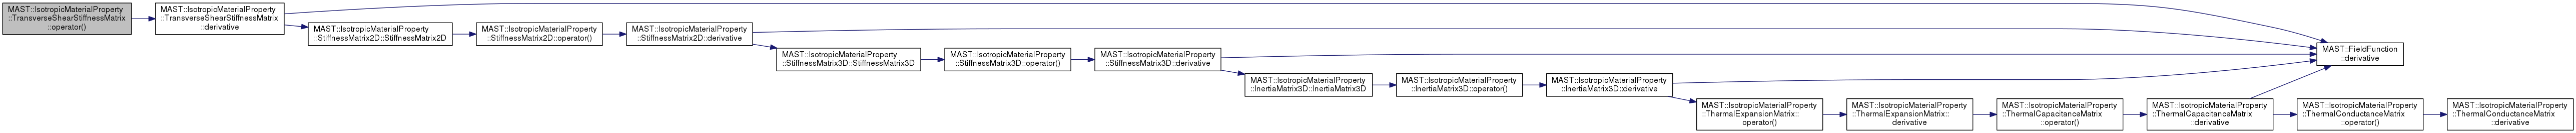 MAST::IsotropicMaterialProperty
::TransverseShearStiffnessMatrix
::operator()
MAST::IsotropicMaterialProperty
::TransverseShearStiffnessMatrix
::derivative
MAST::IsotropicMaterialProperty
::StiffnessMatrix2D::StiffnessMatrix2D
MAST::IsotropicMaterialProperty
::StiffnessMatrix2D::operator()
MAST::IsotropicMaterialProperty
::StiffnessMatrix2D::derivative
MAST::IsotropicMaterialProperty
::StiffnessMatrix3D::StiffnessMatrix3D
MAST::IsotropicMaterialProperty
::StiffnessMatrix3D::operator()
MAST::IsotropicMaterialProperty
::StiffnessMatrix3D::derivative
MAST::IsotropicMaterialProperty
::InertiaMatrix3D::InertiaMatrix3D
MAST::IsotropicMaterialProperty
::InertiaMatrix3D::operator()
MAST::IsotropicMaterialProperty
::InertiaMatrix3D::derivative
MAST::IsotropicMaterialProperty
::ThermalExpansionMatrix::
operator()
MAST::IsotropicMaterialProperty
::ThermalExpansionMatrix::
derivative
MAST::IsotropicMaterialProperty
::ThermalCapacitanceMatrix
::operator()
MAST::IsotropicMaterialProperty
::ThermalCapacitanceMatrix
::derivative
MAST::FieldFunction
::derivative
MAST::IsotropicMaterialProperty
::ThermalConductanceMatrix
::operator()
MAST::IsotropicMaterialProperty
::ThermalConductanceMatrix
::derivative